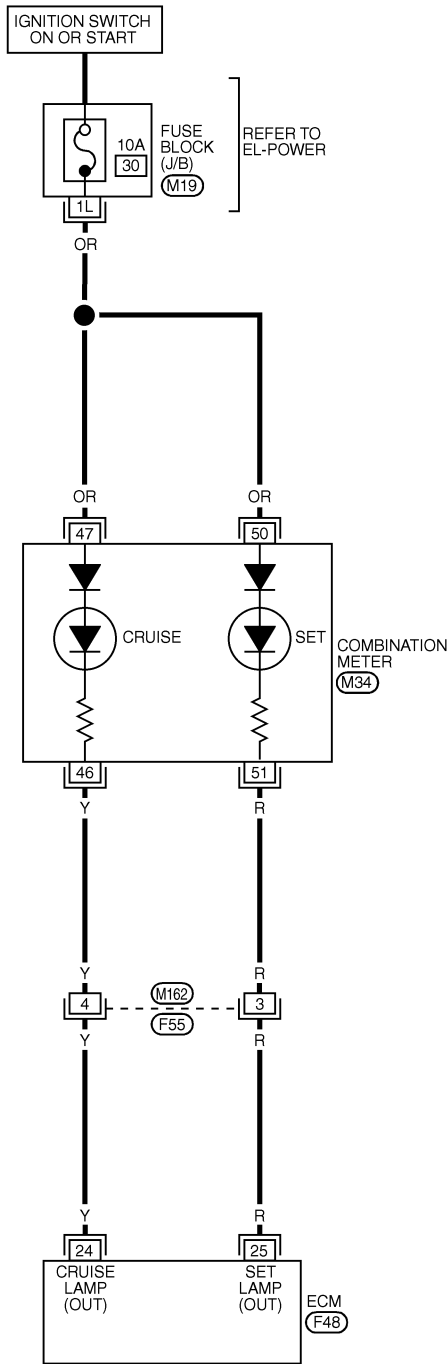 IGNITION SWITCH
ON OR START
10A
30
FUSE
BLOCK
(J/B)
M19
REFER TO
EL-POWER
1L
OR
OR
OR
47
50
CRUISE
SET
COMBINATION
METER
M34
46
51
Y
R
Y
R
4
M162
3
F55
Y
R
Y
R
24
25
CRUISE
LAMP
(OUT)
SET
LAMP
(OUT)
ECM
F48